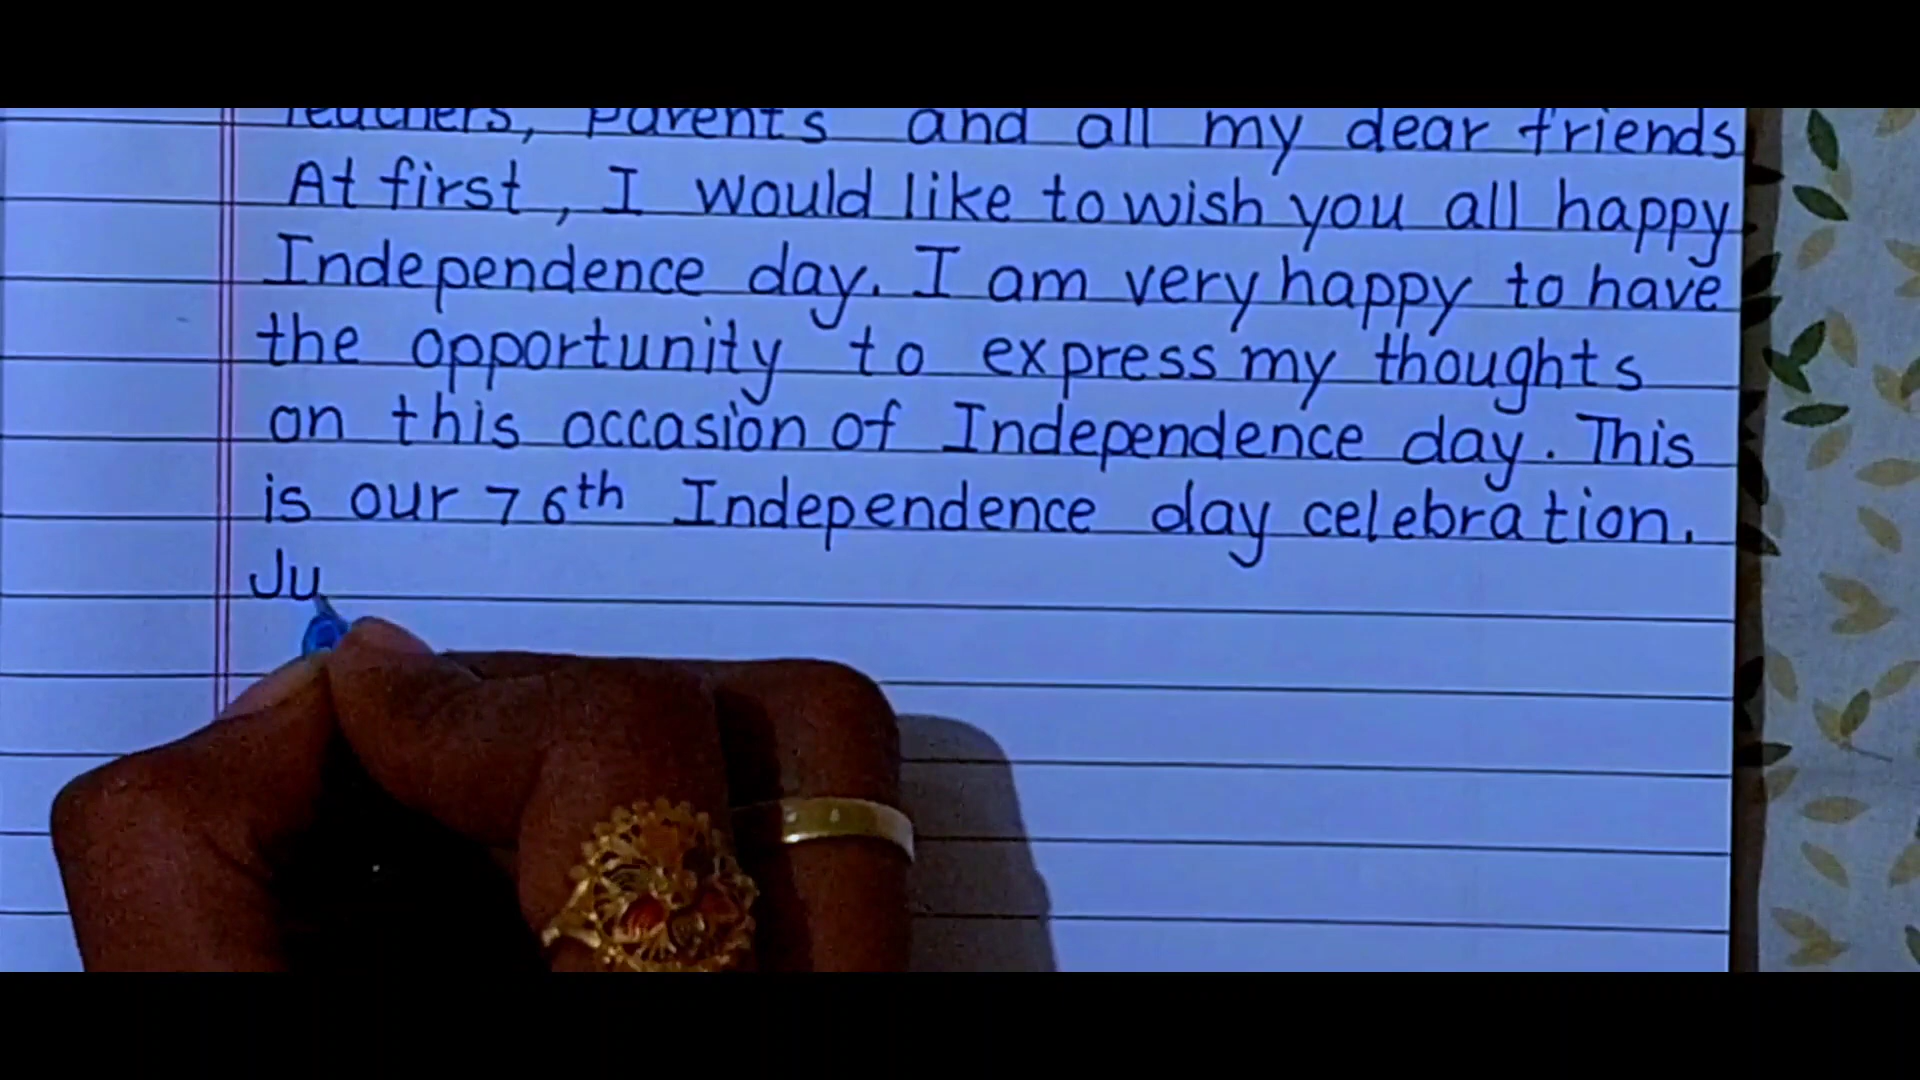 Teachers, Parents and all my dear friends
At first, I would like to wish you all happy
Independence day. I am very happy to have
the opportunity to express my thoughts
on this occasion of Independence day. This
is our 76th Independence day celebration.
Ju